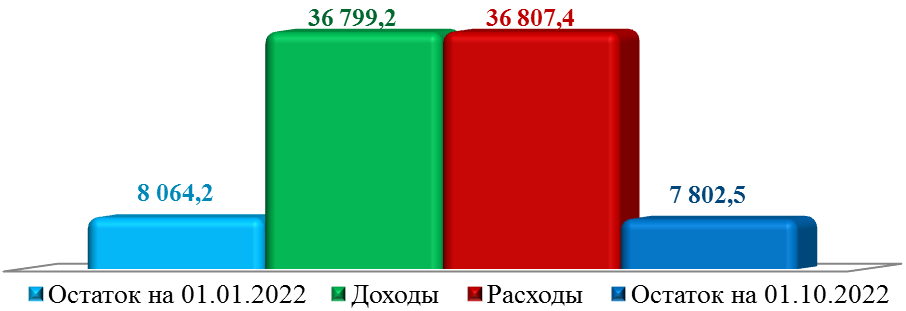 36 799,2
36 807,4
8 064,2
7 802,5
Остаток на 01.01.2022
Доходы
Расходы
Остаток на 01.10.2022